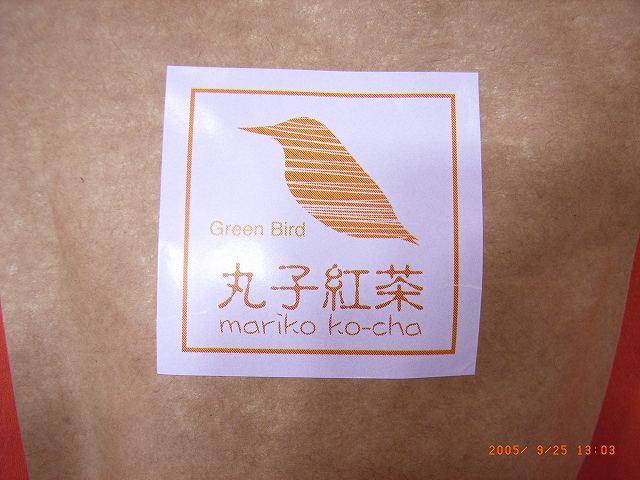 Green Bird
丸子紅茶
mariko ko-cha
2005/ 9/25 13:03